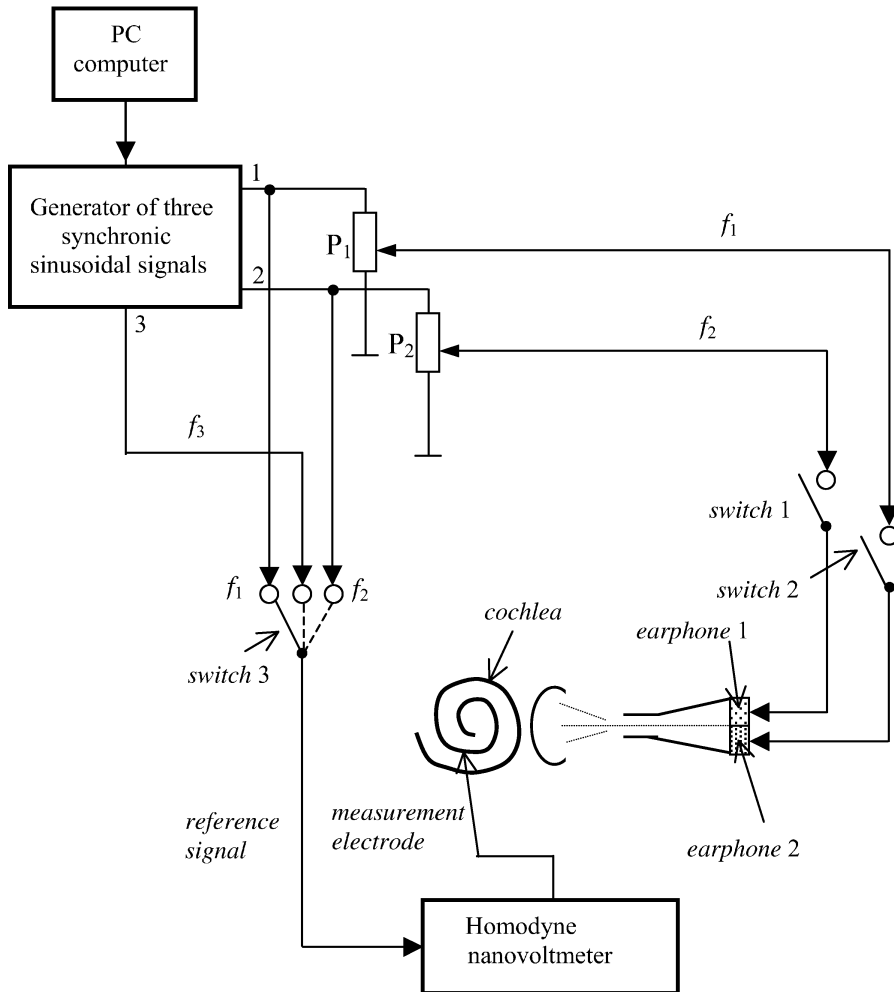 PC
computer
Generator of three
synchronic
sinusoidal signals
1
2
3
P1
P2
f1
f2
f3
switch 1
switch 2
f1
f2
switch 3
cochlea
earphone 1
reference
signal
measurement
electrode
earphone 2
Homodyne
nanovoltmeter